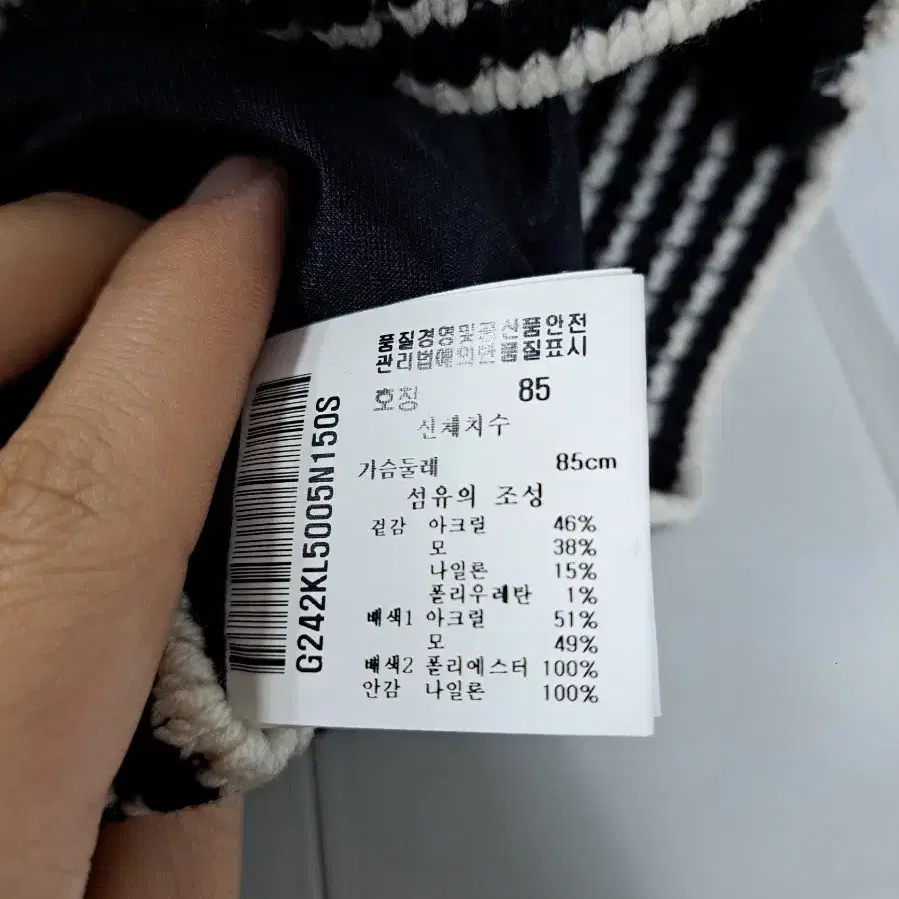 품질경영및공산품안전
관리법에의한품질표시
호칭 85
신체치수
가슴둘레 85cm
섬유의 조성
겉감 아크릴 46%
모 38%
나일론 15%
폴리우레탄 1%
배색1 아크릴 51%
모 49%
배색2 폴리에스터 100%
안감 나일론 100%
G242KL5005N150S